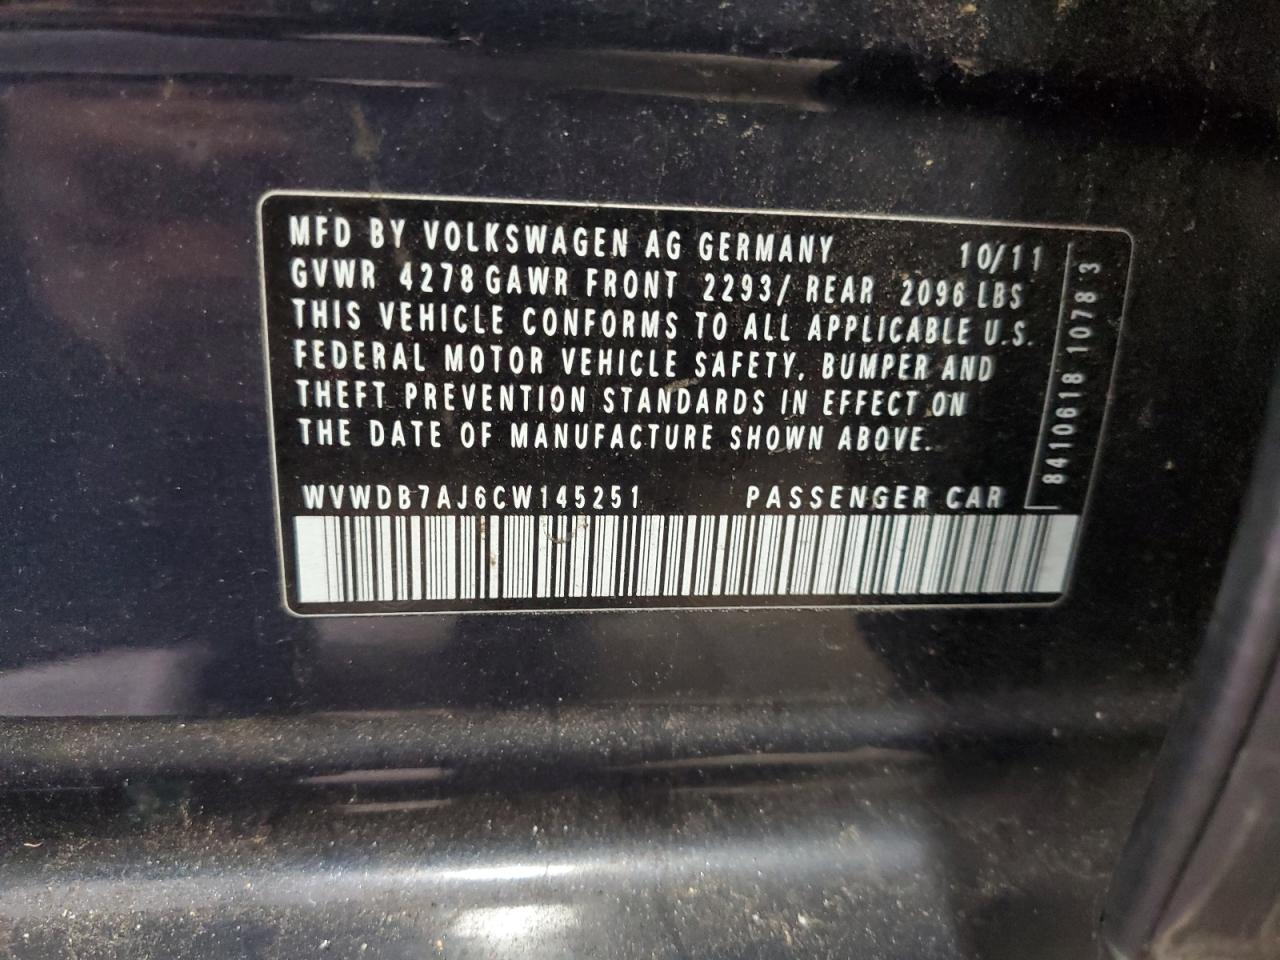 MFD BY VOLKSWAGEN AG GERMANY 10/11
GVWR 4278 GAWR FRONT 2293/ REAR 2096 LBS
THIS VEHICLE CONFORMS TO ALL APPLICABLE U.S.
FEDERAL MOTOR VEHICLE SAFETY, BUMPER AND
THEFT PREVENTION STANDARDS IN EFFECT ON
THE DATE OF MANUFACTURE SHOWN ABOVE.
WVWDB7AJ6CW145251 PASSENGER CAR
8410618 10783